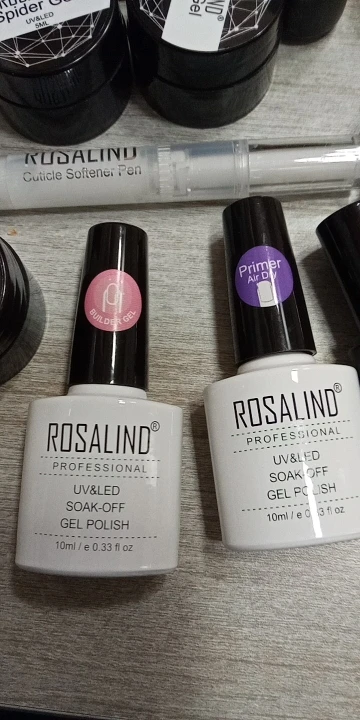 Spider Gel
UV&LED
5ML
ROSALIND
Cuticle Softener Pen
BUILDER GEL
Primer
Air Dry
ROSALIND®
PROFESSIONAL
UV&LED
SOAK-OFF
GEL POLISH
10ml / e 0.33 fl oz
ROSALIND®
PROFESSIONAL
UV&LED
SOAK-OFF
GEL POLISH
10ml / e 0.33 fl oz